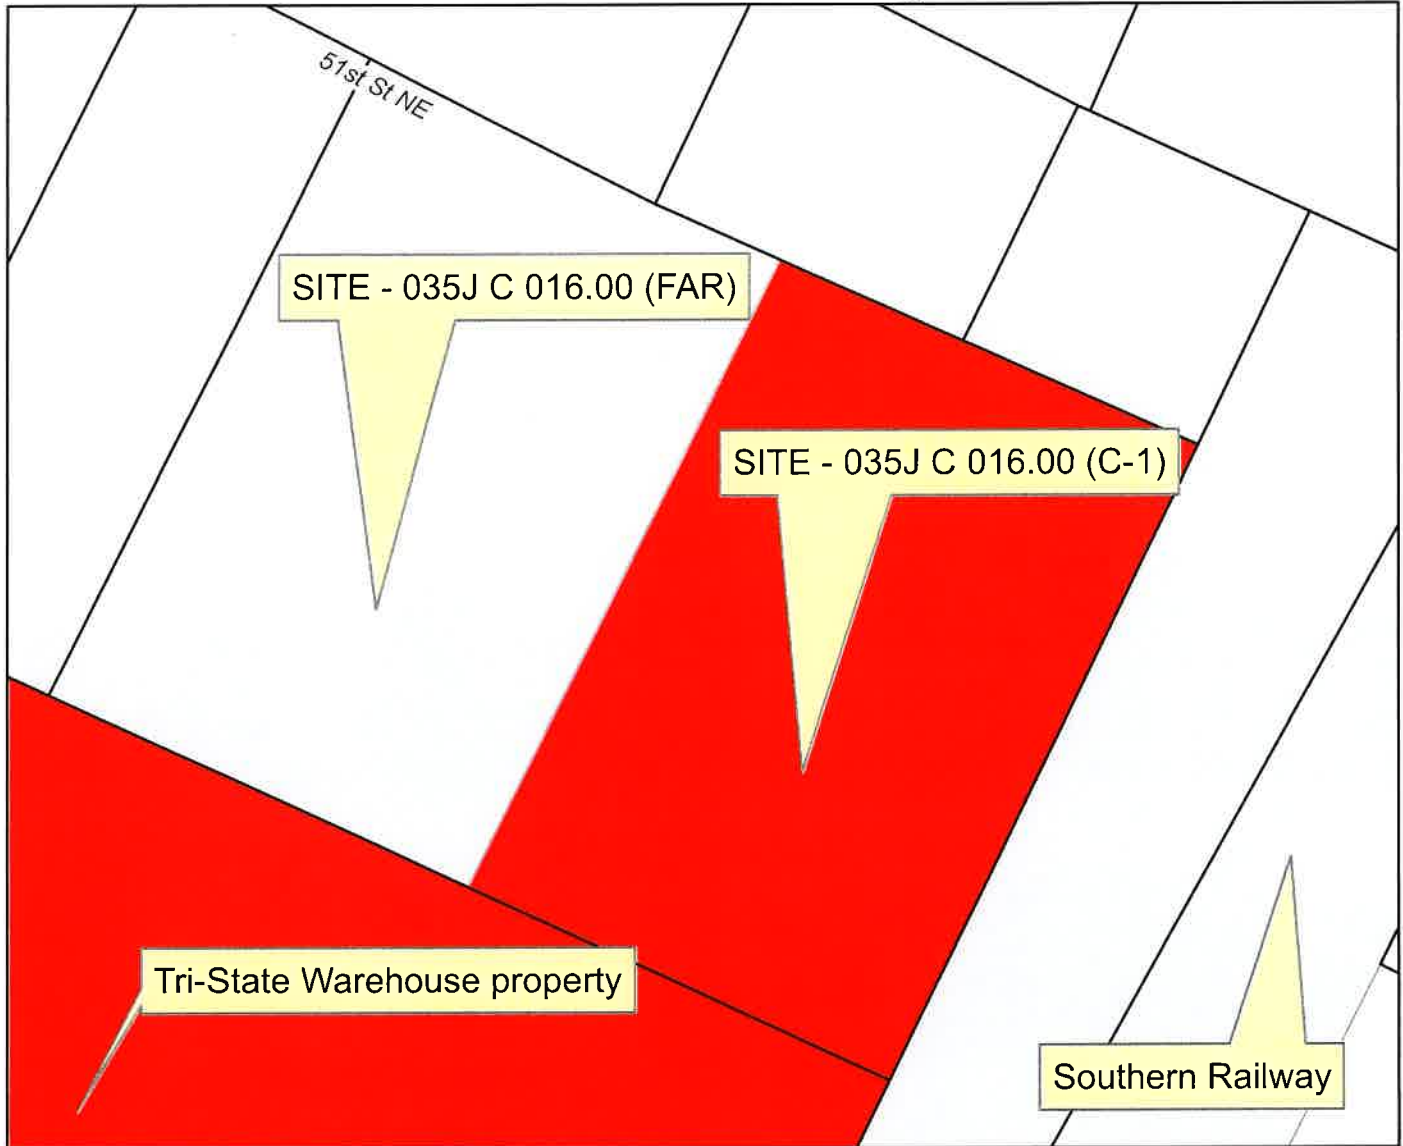 51st St NE
SITE - 035J C 016.00 (FAR)
SITE - 035J C 016.00 (C-1)
Tri-State Warehouse property
Southern Railway